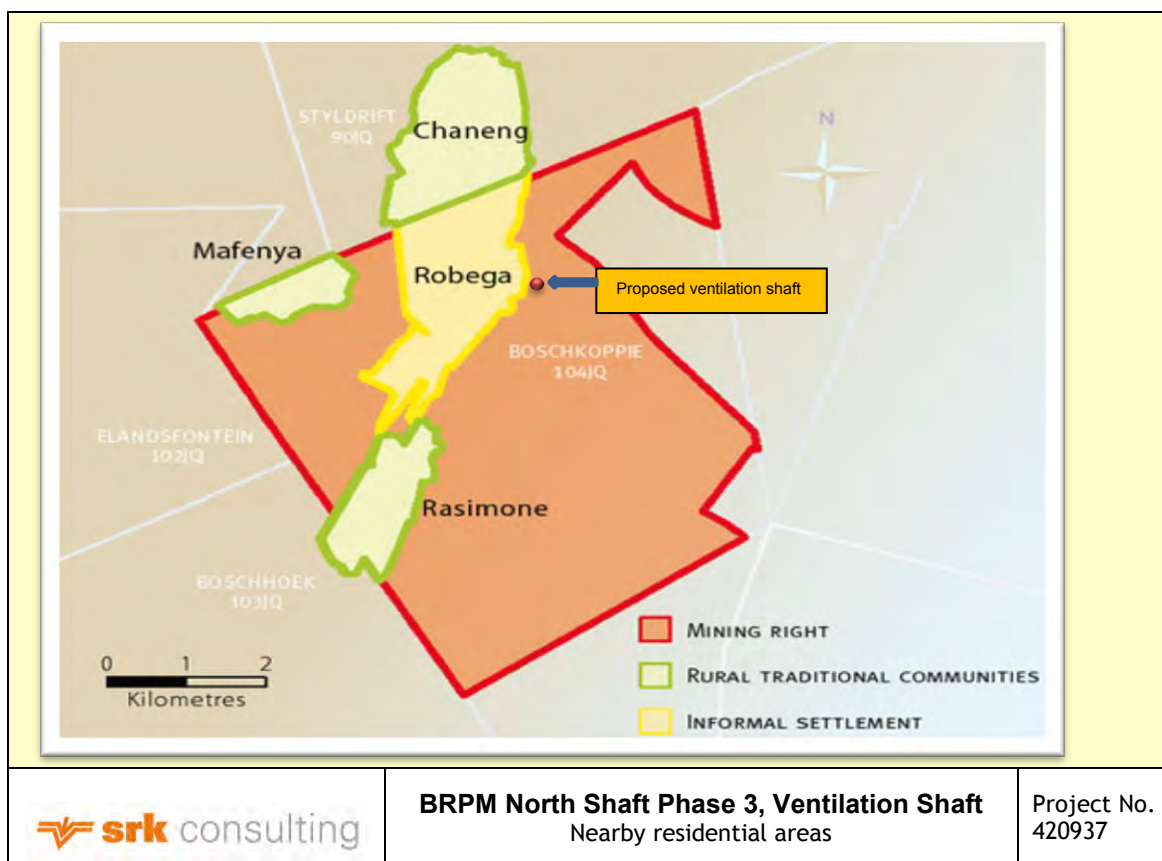 STYLDRIFT
90JQ
Chaneng
N
Mafenya
Robega
Proposed ventilation shaft
BOSCHKOPPIE
104JQ
ELANDSFONTEIN
102JQ
Rasimone
BOSCHHOEK
103JQ
MINING RIGHT
RURAL TRADITIONAL COMMUNITIES
INFORMAL SETTLEMENT
0 1 2
Kilometres
srk consulting
BRPM North Shaft Phase 3, Ventilation Shaft
Nearby residential areas
Project No.
420937